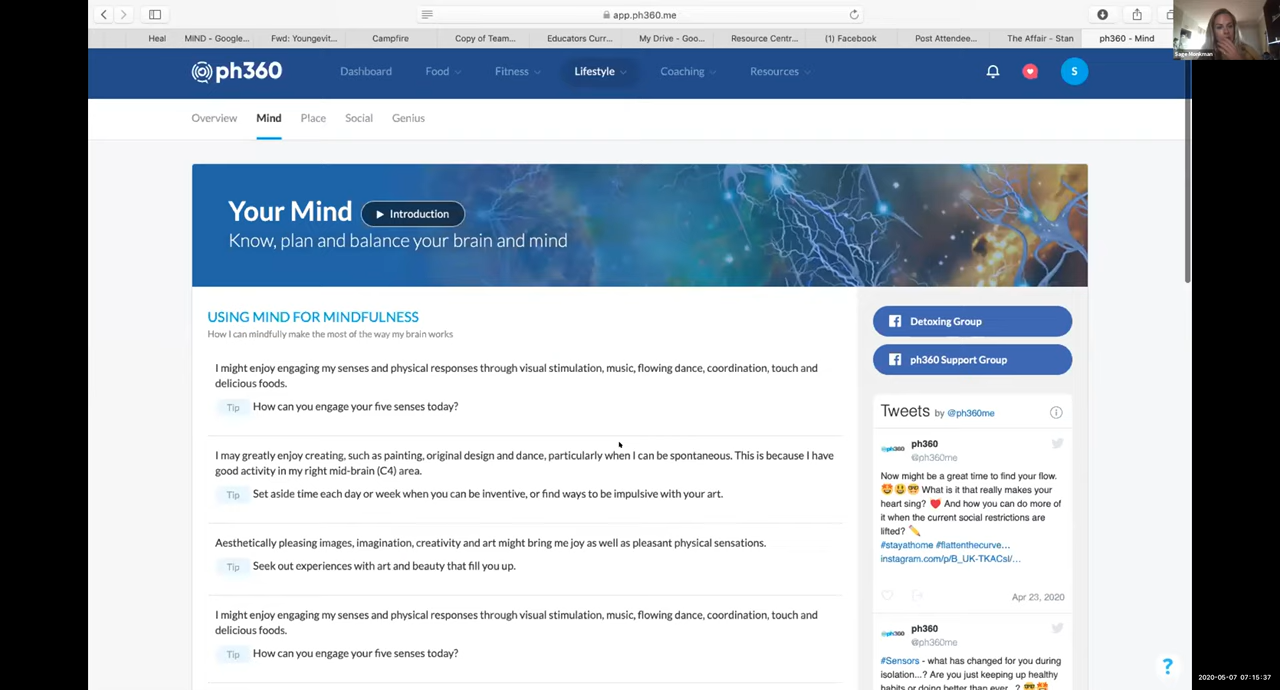 app.ph360.me
Heal
MIND - Google...
Fwd: Youngevit...
Campfire
Copy of Team...
Educators Curr...
My Drive - Goo...
Resource Centr...
(1) Facebook
Post Attendee...
The Affair - Stan
ph360 - Mind
Sage Monkman
ph360
Dashboard
Food
Fitness
Lifestyle
Coaching
Resources
S
Overview
Mind
Place
Social
Genius
Your Mind
Introduction
Know, plan and balance your brain and mind
USING MIND FOR MINDFULNESS
How I can mindfully make the most of the way my brain works
I might enjoy engaging my senses and physical responses through visual stimulation, music, flowing dance, coordination, touch and
delicious foods.
Tip How can you engage your five senses today?
I may greatly enjoy creating, such as painting, original design and dance, particularly when I can be spontaneous. This is because I have
good activity in my right mid-brain (C4) area.
Tip Set aside time each day or week when you can be inventive, or find ways to be impulsive with your art.
Aesthetically pleasing images, imagination, creativity and art might bring me joy as well as pleasant physical sensations.
Tip Seek out experiences with art and beauty that fill you up.
I might enjoy engaging my senses and physical responses through visual stimulation, music, flowing dance, coordination, touch and
delicious foods.
Tip How can you engage your five senses today?
Detoxing Group
ph360 Support Group
Tweets by @ph360me
ph360
ph360
@ph360me
Now might be a great time to find your flow.
🤩😃🤓 What is it that really makes your
heart sing? ❤️ And how you can do more of
it when the current social restrictions are
lifted? ✏️
#stayathome #flattenthecurve...
instagram.com/p/B_UK-TKACsl/...
Apr 23, 2020
ph360
ph360
@ph360me
#Sensors - what has changed for you during
isolation...? Are you just keeping up healthy
habits or doing better than ever...? 🤓🤩
?
2020-05-07 07:15:37